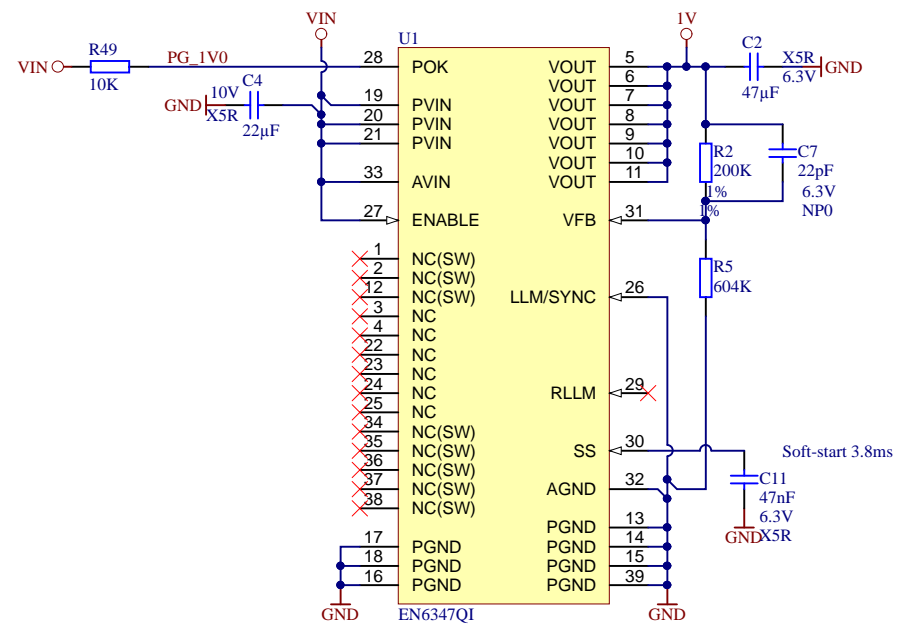 VIN
1V
R49
VIN
PG_1V0
10K
U1
28
POK
VOUT
5
C2
X5R
GND
6.3V
47µF
VOUT
6
C4
10V
GND
X5R
22µF
19
PVIN
VOUT
7
20
PVIN
VOUT
8
21
PVIN
VOUT
9
VOUT
10
33
AVIN
VOUT
11
R2
200K
1%
C7
22pF
6.3V
NP0
27
ENABLE
VFB
31
1%
R5
604K
1
NC(SW)
2
NC(SW)
12
NC(SW)
LLM/SYNC
26
3
NC
4
NC
22
NC
23
NC
24
NC
RLLM
29
25
NC
34
NC(SW)
35
NC(SW)
SS
30
Soft-start 3.8ms
36
NC(SW)
37
NC(SW)
AGND
32
38
NC(SW)
C11
47nF
6.3V
GND
X5R
PGND
13
17
PGND
PGND
14
18
PGND
PGND
15
16
PGND
PGND
39
GND
EN6347QI
GND